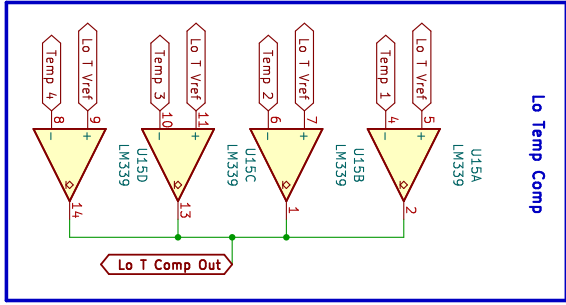 Lo Temp Comp
Temp 4
Lo T Vref
Temp 3
Lo T Vref
Temp 2
Lo T Vref
Temp 1
Lo T Vref
8
9
10
11
6
7
4
5
−
+
−
+
−
+
−
+
U15D
LM339
U15C
LM339
U15B
LM339
U15A
LM339
14
13
1
2
Lo T Comp Out